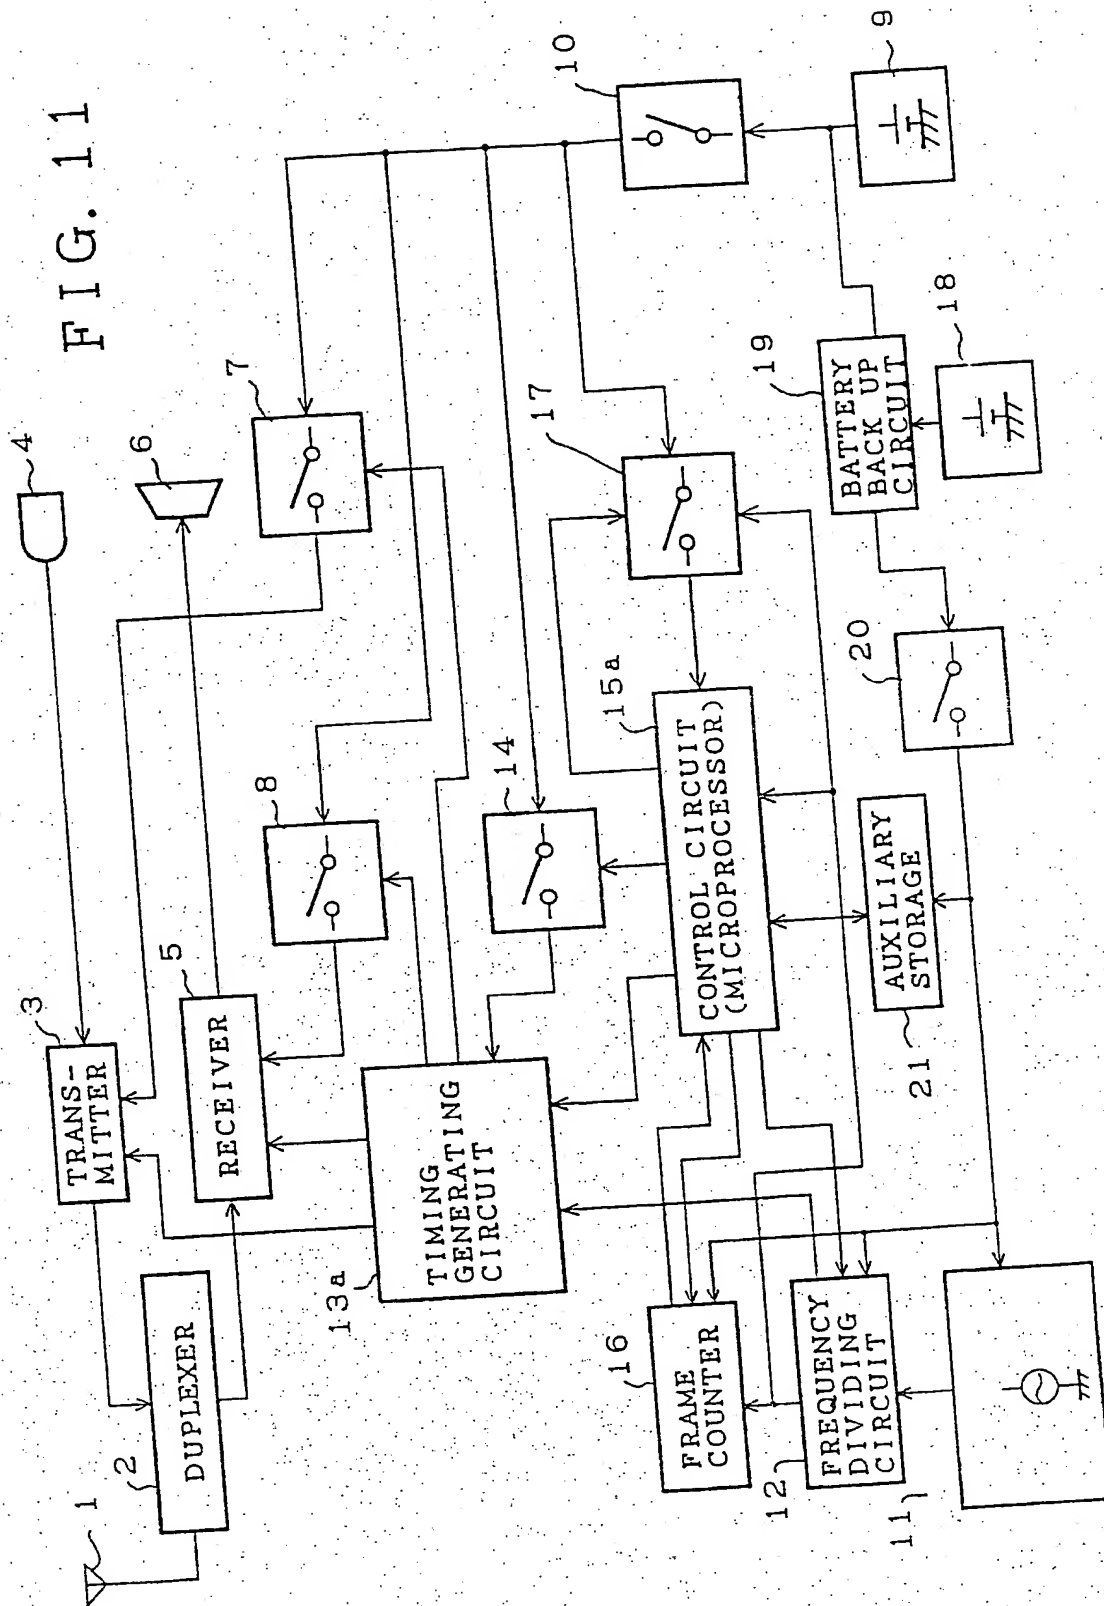 FIG. 11
1
2
DUPLEXER
3
TRANS-
MITTER
4
5
RECEIVER
6
7
8
9
10
13a
TIMING
GENERATING
CIRCUIT
14
15a
CONTROL CIRCUIT
(MICROPROCESSOR)
16
FRAME
COUNTER
17
12
FREQUENCY
DIVIDING
CIRCUIT
11
21
AUXILIARY
STORAGE
20
19
BATTERY
BACK UP
CIRCUIT
18